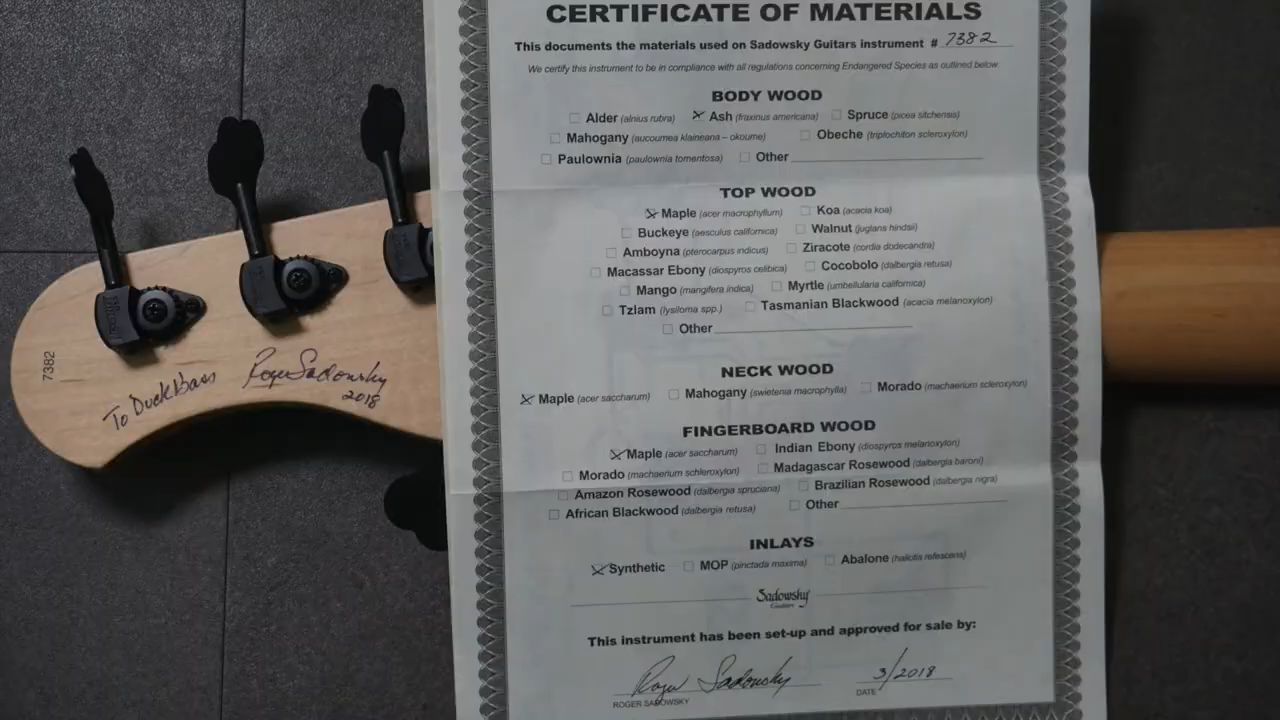 CERTIFICATE OF MATERIALS
This documents the materials used on Sadowsky Guitars instrument # 7382
We certify this instrument to be in compliance with all regulations concerning Endangered Species as outlined below.
BODY WOOD
Alder (alnius rubra) Ash (fraxinus americana) Spruce (picea sitchensis)
Mahogany (aucoumea klaineana – okoume) Obeche (triplochiton scleroxylon)
Paulownia (paulownia tomentosa) Other
TOP WOOD
Maple (acer macrophyllum) Koa (acacia koa)
Buckeye (aesculus californica) Walnut (juglans hindsii)
Amboyna (pterocarpus indicus) Ziracote (cordia dodecandra)
Macassar Ebony (diospyros celibica) Cocobolo (dalbergia retusa)
Mango (mangifera indica) Myrtle (umbellularia californica)
Tzlam (lysiloma spp.) Tasmanian Blackwood (acacia melanoxylon)
Other
NECK WOOD
Maple (acer saccharum) Mahogany (swietenia macrophylla) Morado (machaerium scleroxylon)
FINGERBOARD WOOD
Maple (acer saccharum) Indian Ebony (diospyros melanoxylon)
Morado (machaerium schleroxylon) Madagascar Rosewood (dalbergia baroni)
Amazon Rosewood (dalbergia spruciana) Brazilian Rosewood (dalbergia nigra)
African Blackwood (dalbergia retusa) Other
INLAYS
Synthetic MOP (pinctada maxima) Abalone (haliotis refescens)
Sadowsky
Guitars
This instrument has been set-up and approved for sale by:
Roger Sadowsky 3/2018
ROGER SADOWSKY DATE
7382
To DuckBass Roger Sadowsky
2018